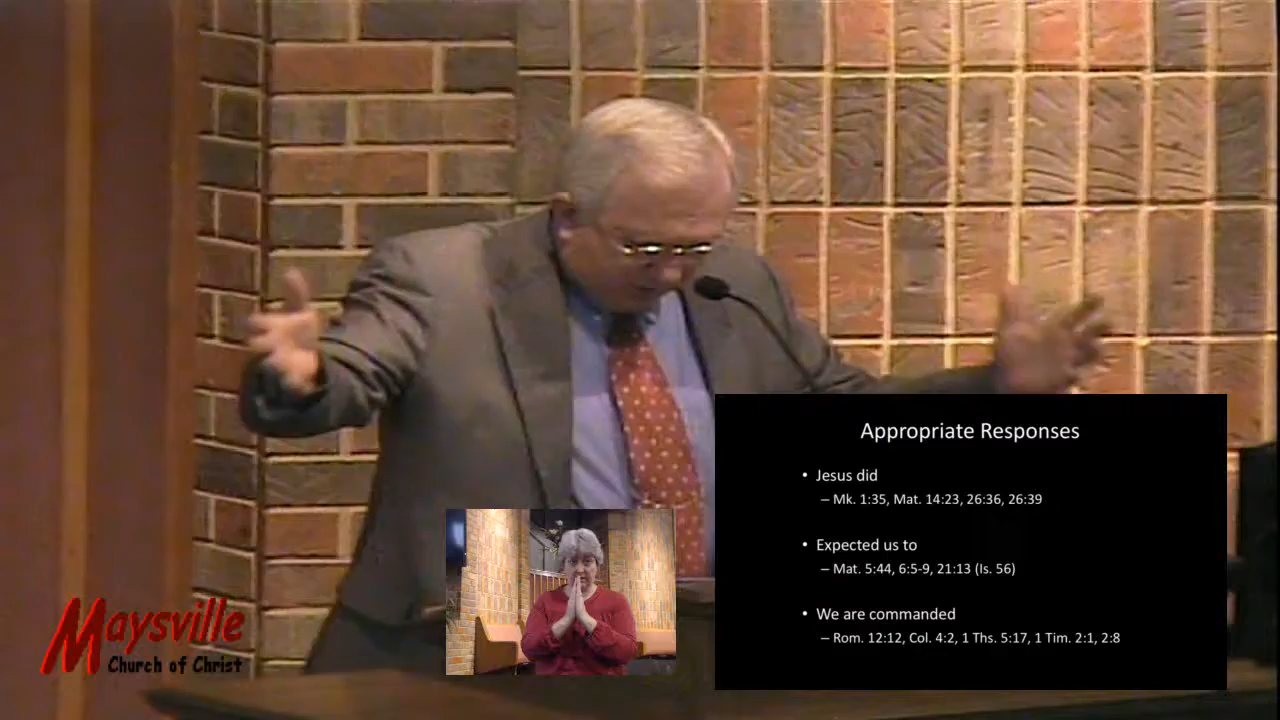 Appropriate Responses
• Jesus did
– Mk. 1:35, Mat. 14:23, 26:36, 26:39
• Expected us to
– Mat. 5:44, 6:5-9, 21:13 (Is. 56)
• We are commanded
– Rom. 12:12, Col. 4:2, 1 Ths. 5:17, 1 Tim. 2:1, 2:8
Maysville
Church of Christ